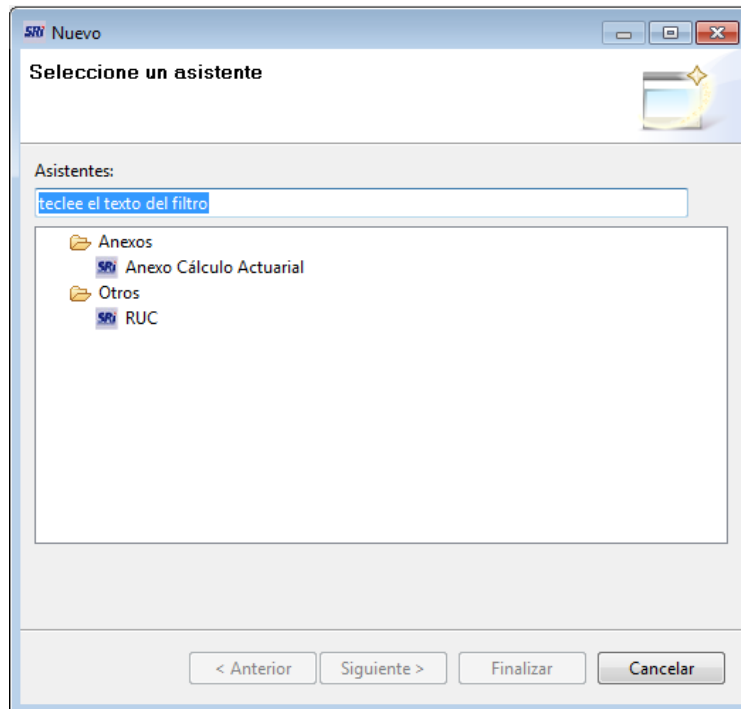 SRi Nuevo
Seleccione un asistente
Asistentes:
teclee el texto del filtro
Anexos
SRi Anexo Cálculo Actuarial
Otros
SRi RUC
< Anterior Siguiente > Finalizar Cancelar